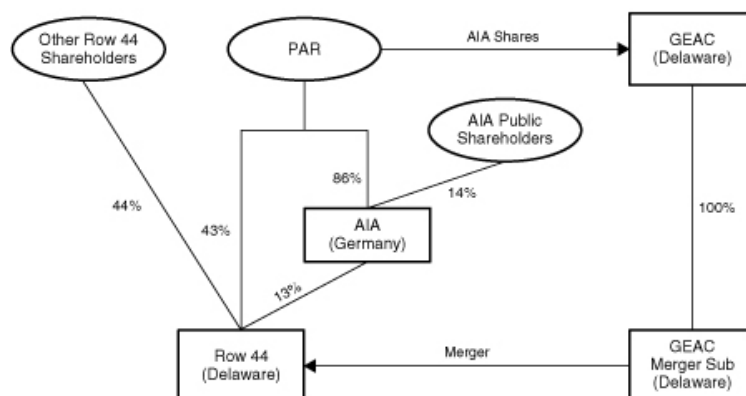 Other Row 44
Shareholders
PAR
AIA Shares
GEAC
(Delaware)
AIA Public
Shareholders
86%
14%
44%
43%
100%
AIA
(Germany)
13%
Row 44
(Delaware)
Merger
GEAC
Merger Sub
(Delaware)